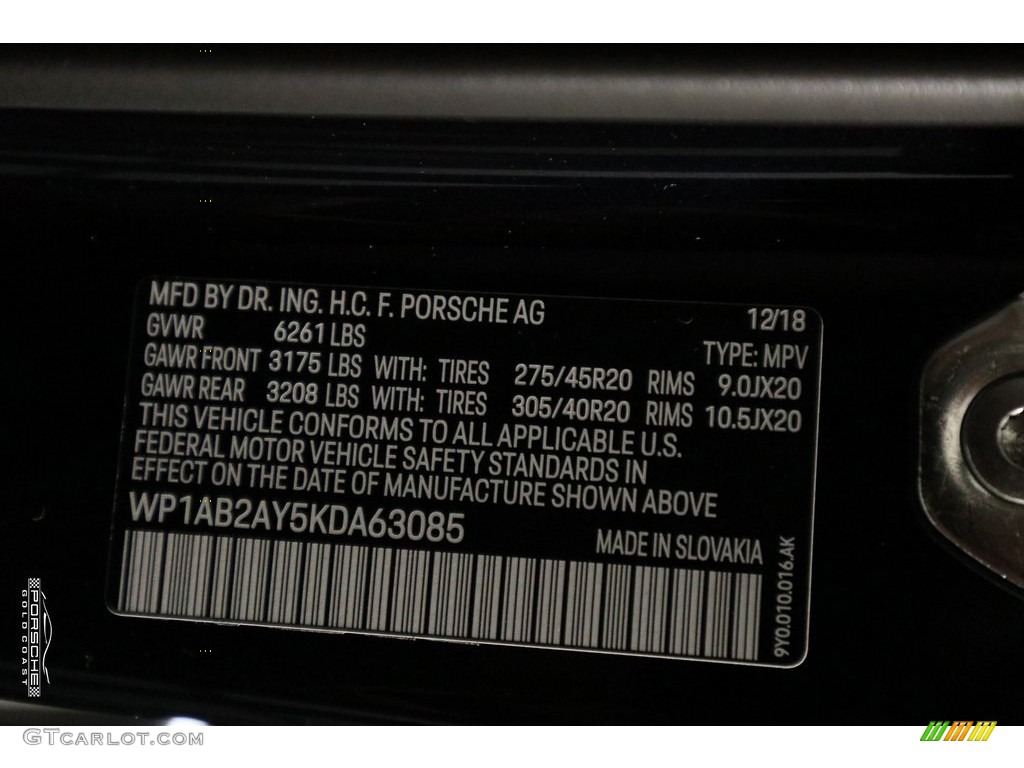 MFD BY DR. ING. H.C. F. PORSCHE AG 12/18
GVWR 6261 LBS TYPE: MPV
GAWR FRONT 3175 LBS WITH: TIRES 275/45R20 RIMS 9.0JX20
GAWR REAR 3208 LBS WITH: TIRES 305/40R20 RIMS 10.5JX20
THIS VEHICLE CONFORMS TO ALL APPLICABLE U.S.
FEDERAL MOTOR VEHICLE SAFETY STANDARDS IN
EFFECT ON THE DATE OF MANUFACTURE SHOWN ABOVE
WP1AB2AY5KDA63085
MADE IN SLOVAKIA
9Y0.010.016.AK
PORSCHE
GOLD COAST
GTCARLOT.COM